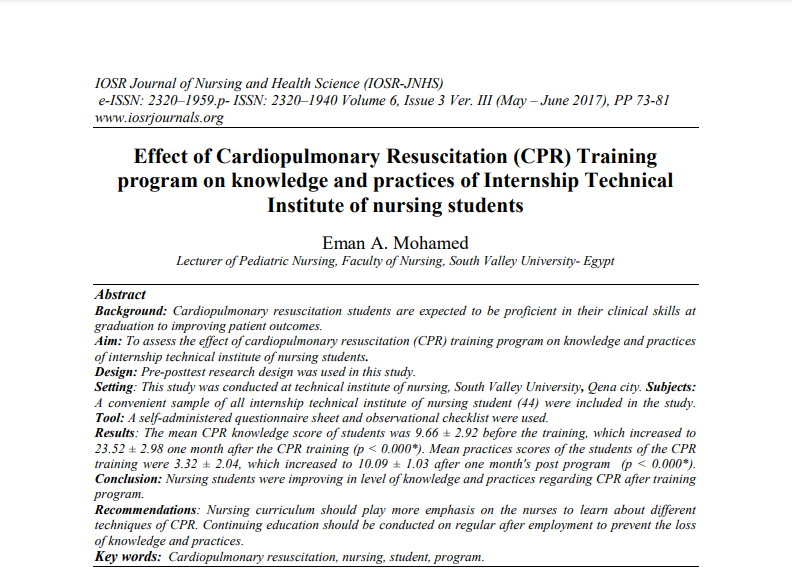 IOSR Journal of Nursing and Health Science (IOSR-JNHS)
e-ISSN: 2320–1959.p- ISSN: 2320–1940 Volume 6, Issue 3 Ver. III (May – June 2017), PP 73-81
www.iosrjournals.org
Effect of Cardiopulmonary Resuscitation (CPR) Training
program on knowledge and practices of Internship Technical
Institute of nursing students
Eman A. Mohamed
Lecturer of Pediatric Nursing, Faculty of Nursing, South Valley University- Egypt
Abstract
Background: Cardiopulmonary resuscitation students are expected to be proficient in their clinical skills at
graduation to improving patient outcomes.
Aim: To assess the effect of cardiopulmonary resuscitation (CPR) training program on knowledge and practices
of internship technical institute of nursing students.
Design: Pre-posttest research design was used in this study.
Setting: This study was conducted at technical institute of nursing, South Valley University, Qena city. Subjects:
A convenient sample of all internship technical institute of nursing student (44) were included in the study.
Tool: A self-administered questionnaire sheet and observational checklist were used.
Results: The mean CPR knowledge score of students was 9.66 ± 2.92 before the training, which increased to
23.52 ± 2.98 one month after the CPR training (p < 0.000*). Mean practices scores of the students of the CPR
training were 3.32 ± 2.04, which increased to 10.09 ± 1.03 after one month's post program (p < 0.000*).
Conclusion: Nursing students were improving in level of knowledge and practices regarding CPR after training
program.
Recommendations: Nursing curriculum should play more emphasis on the nurses to learn about different
techniques of CPR. Continuing education should be conducted on regular after employment to prevent the loss
of knowledge and practices.
Key words: Cardiopulmonary resuscitation, nursing, student, program.